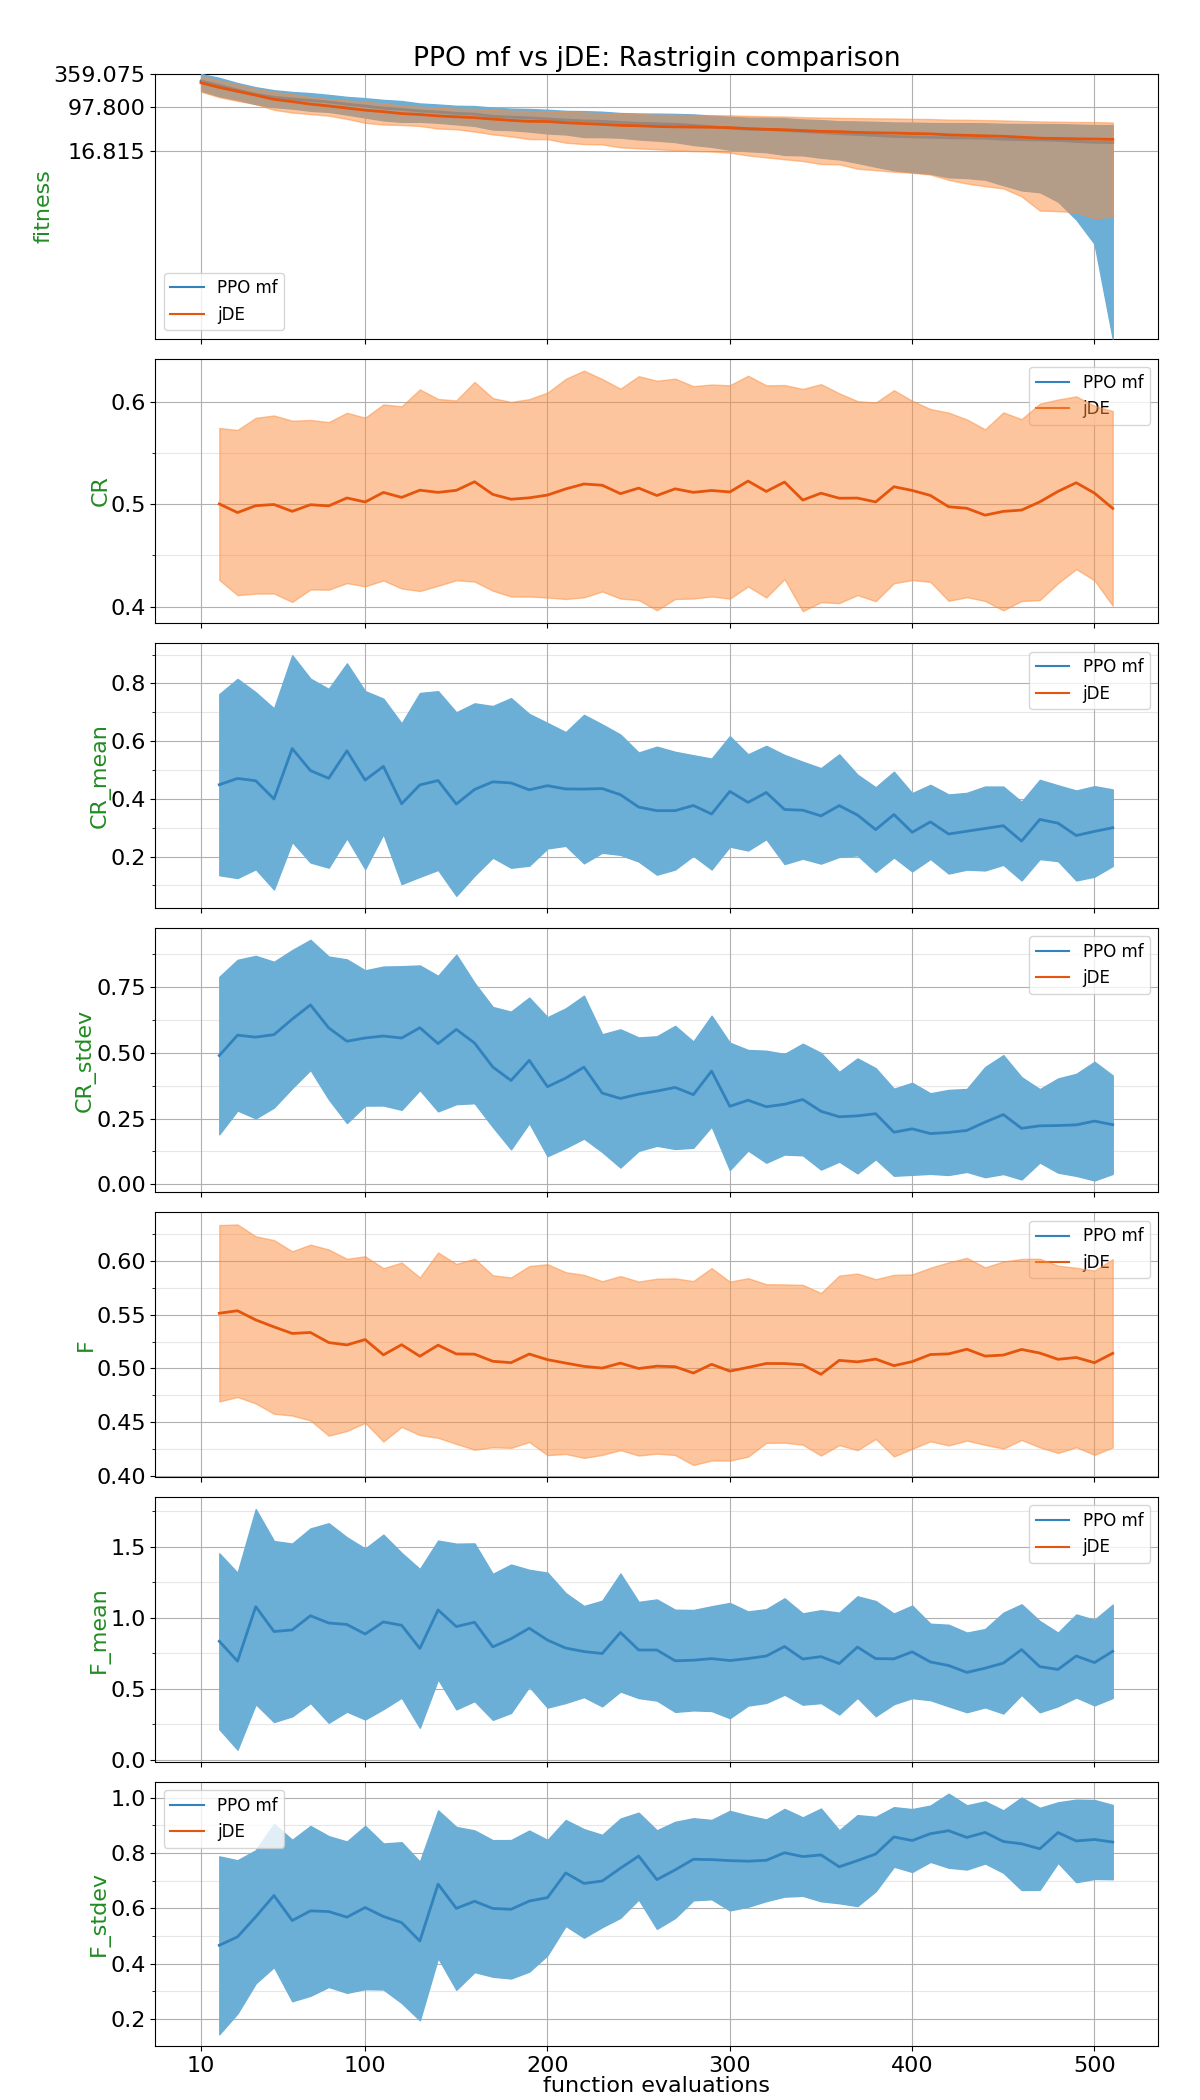 PPO mf vs jDE: Rastrigin comparison
359.075
97.800
16.815
fitness
PPO mf
jDE
0.6
0.5
0.4
CR
PPO mf
jDE
0.8
0.6
0.4
0.2
CR_mean
PPO mf
jDE
0.75
0.50
0.25
0.00
CR_stdev
PPO mf
jDE
0.60
0.55
0.50
0.45
0.40
F
PPO mf
jDE
1.5
1.0
0.5
0.0
F_mean
PPO mf
jDE
1.0
0.8
0.6
0.4
0.2
F_stdev
PPO mf
jDE
10 100 200 300 400 500
function evaluations